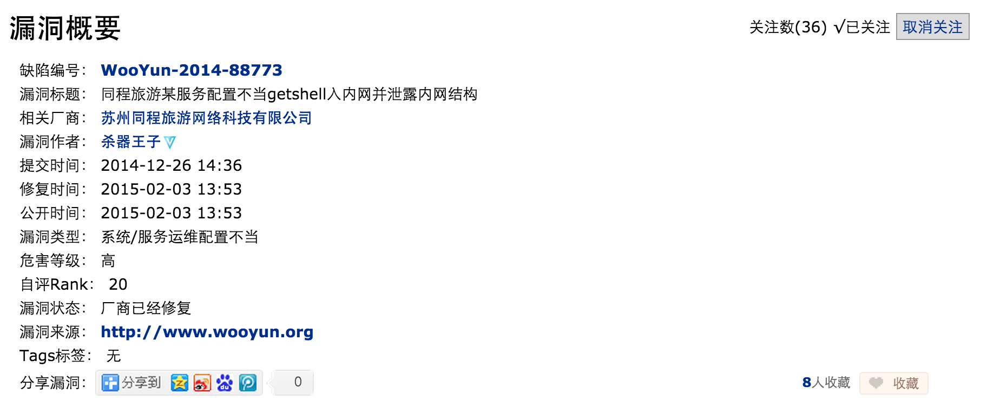 漏洞概要
关注数(36) √已关注 取消关注
缺陷编号： WooYun-2014-88773
漏洞标题： 同程旅游某服务配置不当getshell入内网并泄露内网结构
相关厂商： 苏州同程旅游网络科技有限公司
漏洞作者： 杀器王子 V
提交时间： 2014-12-26 14:36
修复时间： 2015-02-03 13:53
公开时间： 2015-02-03 13:53
漏洞类型： 系统/服务运维配置不当
危害等级： 高
自评Rank： 20
漏洞状态： 厂商已经修复
漏洞来源： http://www.wooyun.org
Tags标签： 无
分享漏洞： 分享到 du 0 8人收藏 收藏